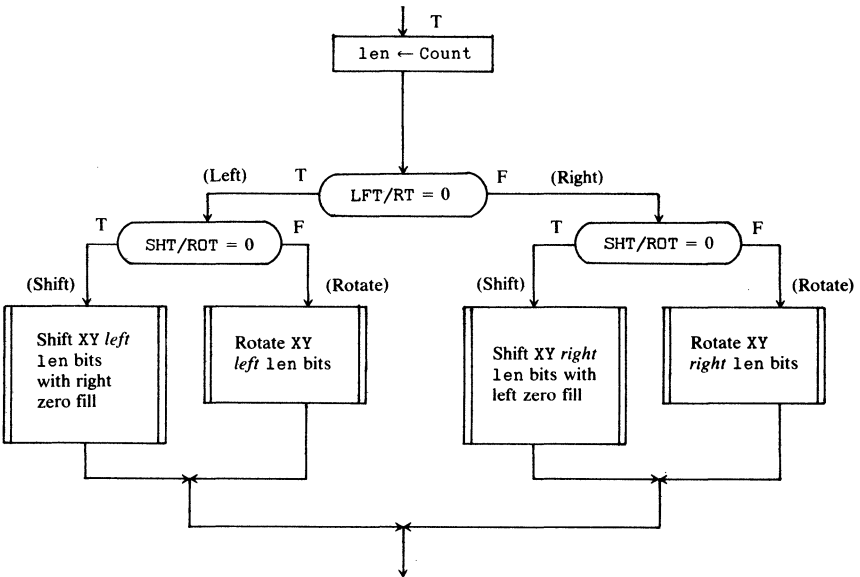 T
len ← Count
(Left) T LFT/RT = 0 F (Right)
T SHT/ROT = 0 F
T SHT/ROT = 0 F
(Shift) (Rotate) (Shift) (Rotate)
Shift XY left
len bits
with right
zero fill
Rotate XY
left len bits
Shift XY right
len bits with
left zero fill
Rotate XY
right len bits